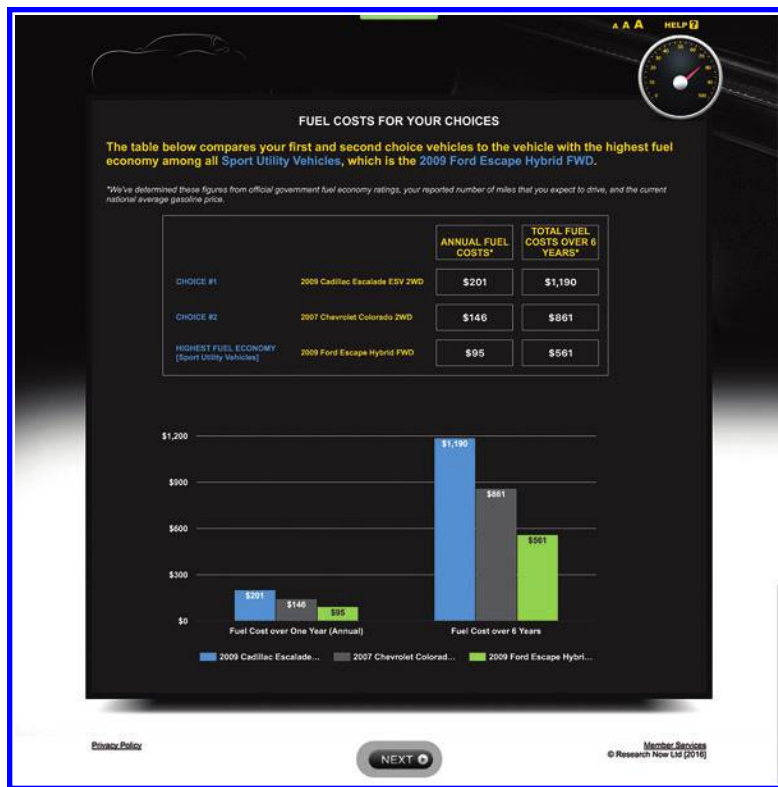 A A A HELP ?
FUEL COSTS FOR YOUR CHOICES
The table below compares your first and second choice vehicles to the vehicle with the highest fuel
economy among all Sport Utility Vehicles, which is the 2009 Ford Escape Hybrid FWD.
*We've determined these figures from official government fuel economy ratings, your reported number of miles that you expect to drive, and the current
national average gasoline price.
ANNUAL FUEL
COSTS*
TOTAL FUEL
COSTS OVER 6
YEARS*
CHOICE #1 2009 Cadillac Escalade ESV 2WD $201 $1,190
CHOICE #2 2007 Chevrolet Colorado 2WD $146 $861
HIGHEST FUEL ECONOMY
[Sport Utility Vehicles] 2009 Ford Escape Hybrid FWD $95 $561
$1,200
$900
$600
$300
$0
$201 $146 $95
$1,190 $861 $561
Fuel Cost over One Year (Annual) Fuel Cost over 6 Years
2009 Cadillac Escalade... 2007 Chevrolet Colorad... 2009 Ford Escape Hybri...
Privacy Policy
NEXT
Member Services
© Research Now Ltd [2016]